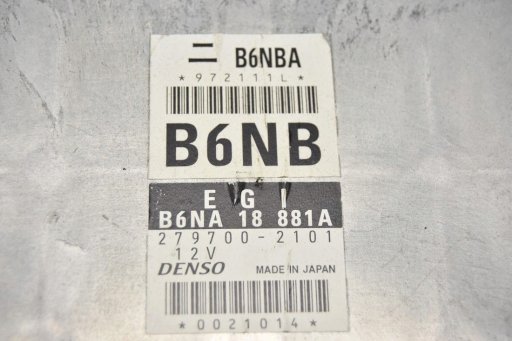 二 B6NBA
*972111L*
B6NB
E G I
B6NA 18 881A
279700-2101
12V
DENSO MADE IN JAPAN
*0021014*